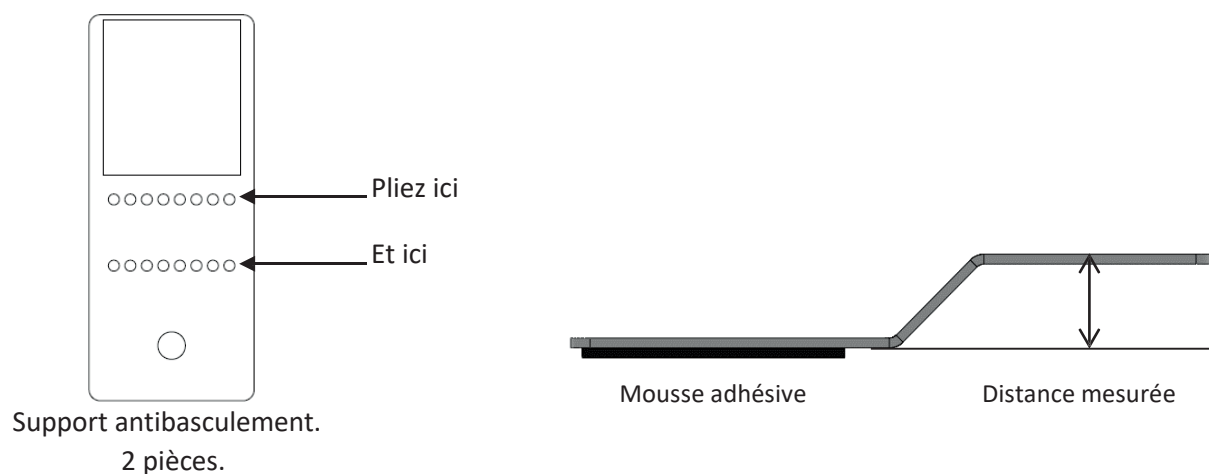 Pliez ici
Et ici
Support antibasculement.
2 pièces.
Mousse adhésive
Distance mesurée